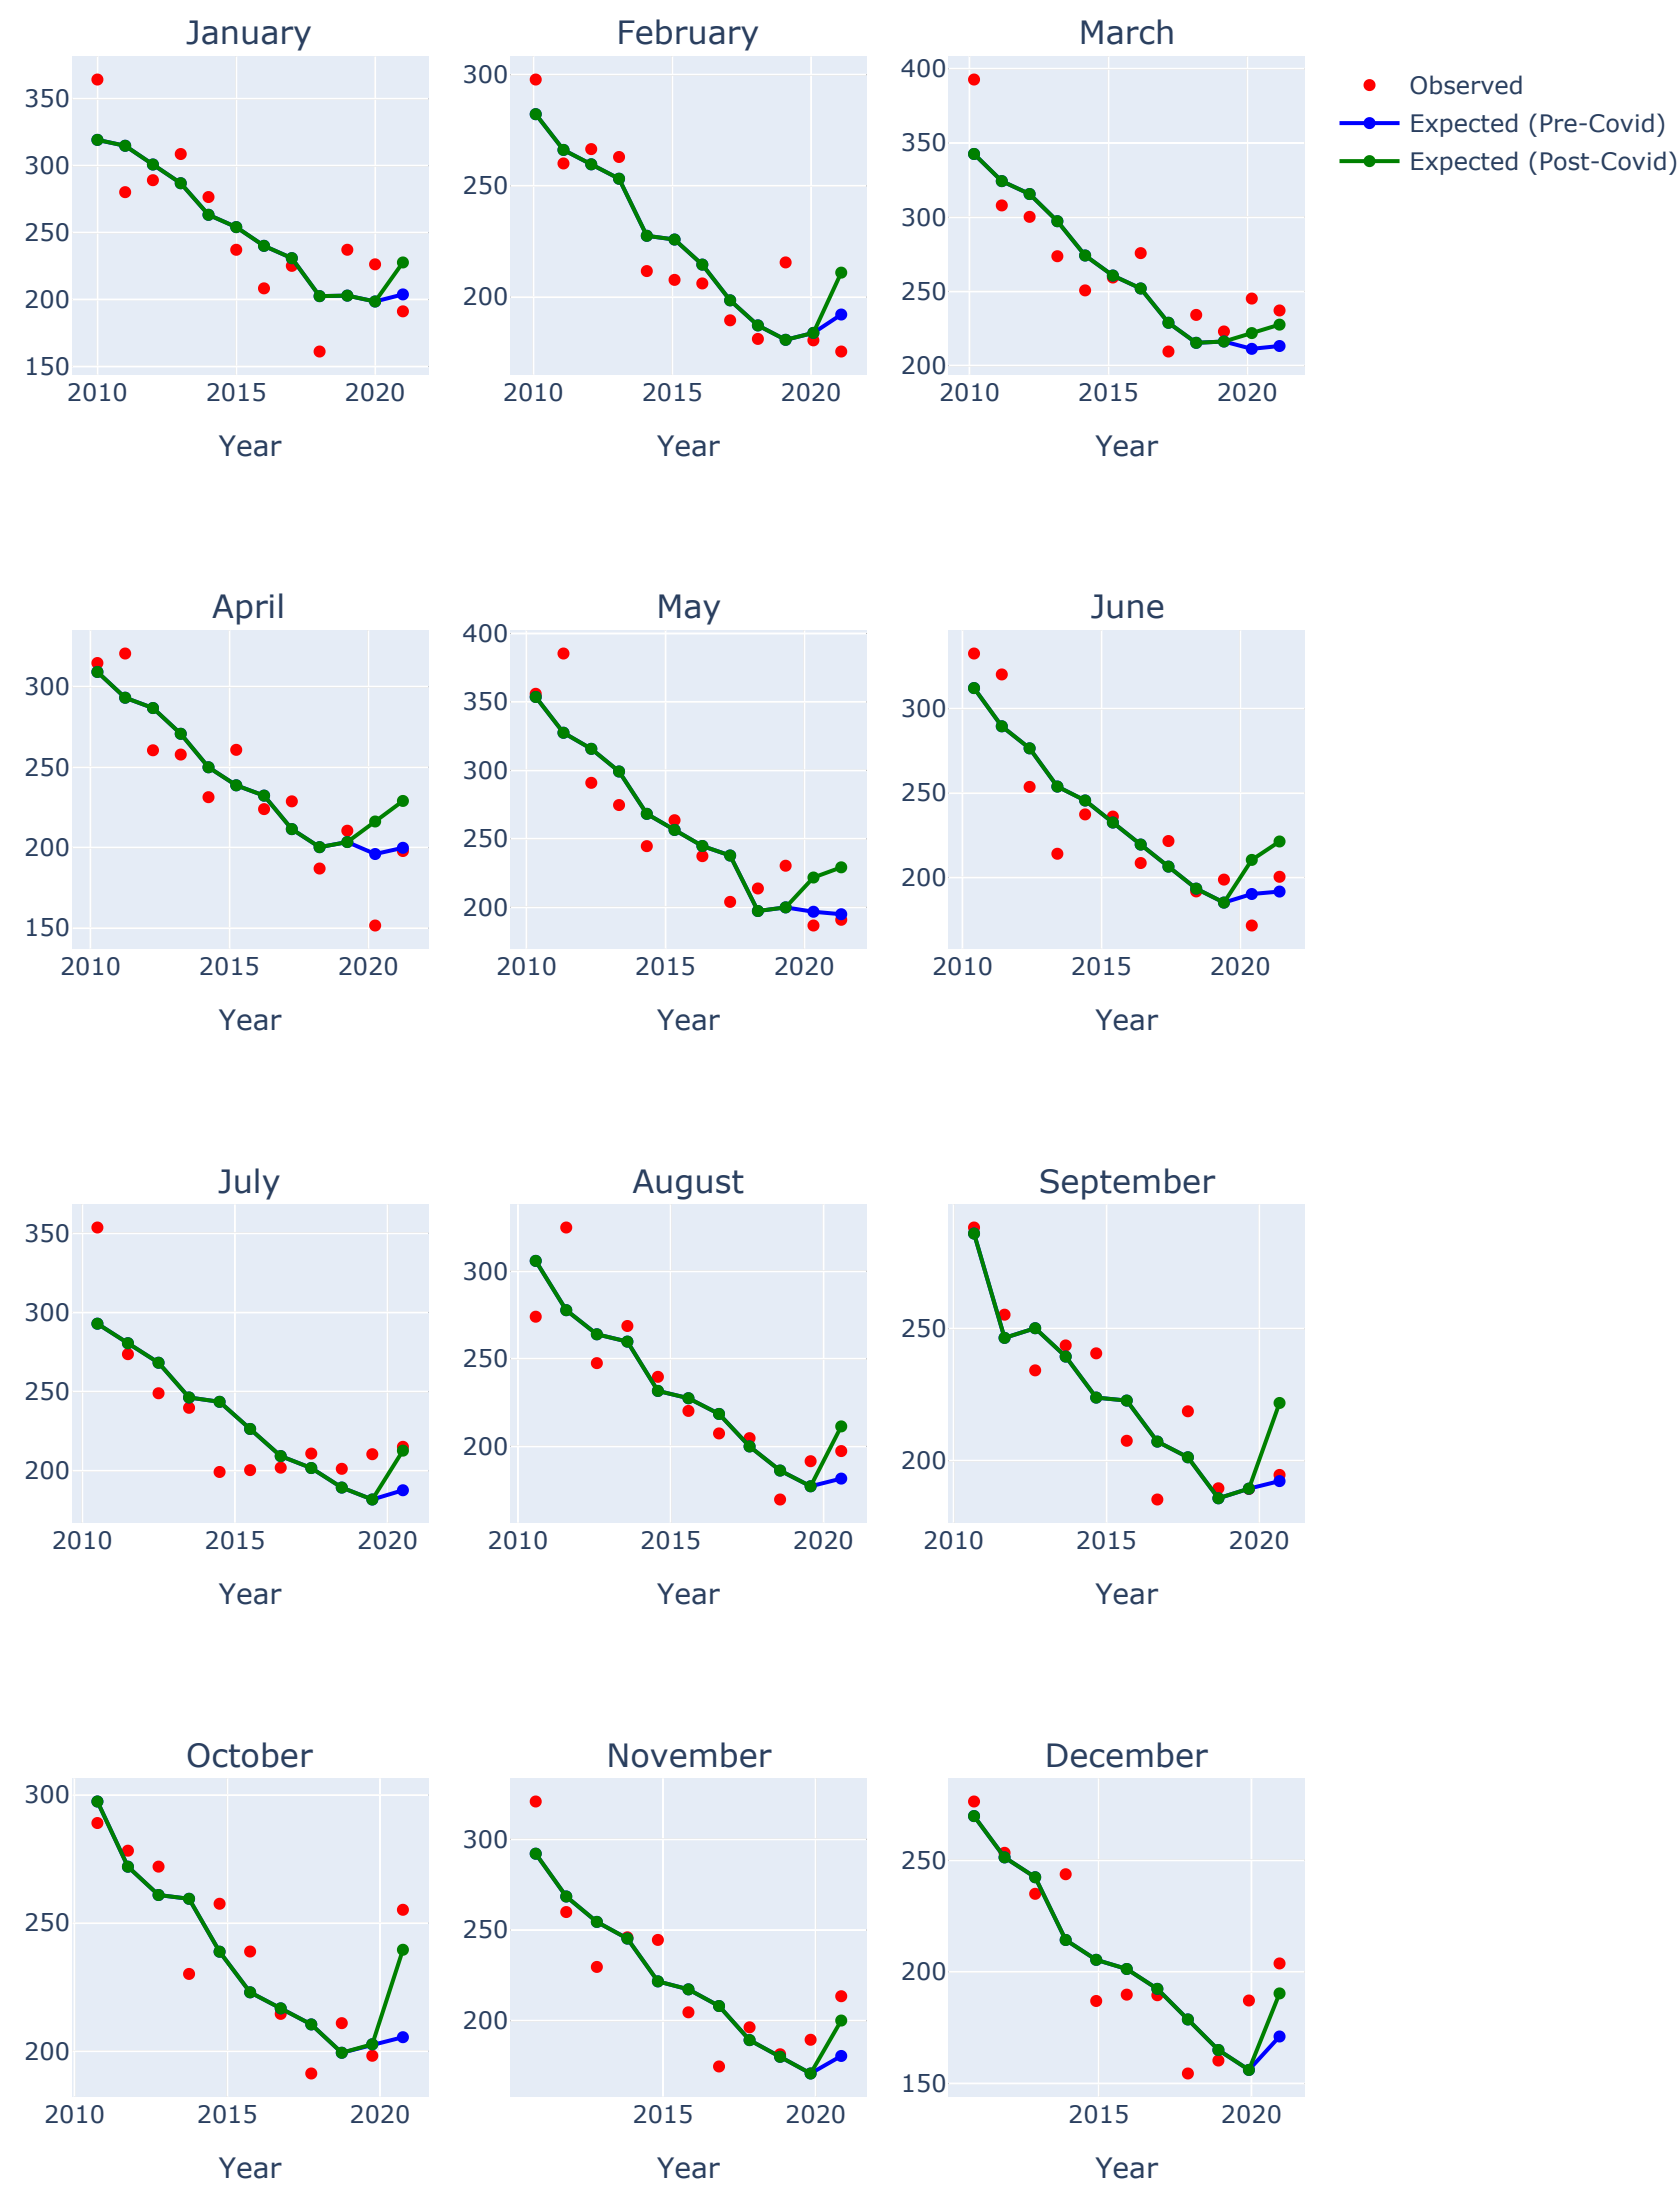 January
February
March
350
300
250
200
150
2010
2015
2020
Year
300
250
200
2010
2015
2020
Year
400
350
300
250
200
2010
2015
2020
Year
Observed
Expected (Pre-Covid)
Expected (Post-Covid)
April
May
June
300
250
200
150
2010
2015
2020
Year
400
350
300
250
200
2010
2015
2020
Year
300
250
200
2010
2015
2020
Year
July
August
September
350
300
250
200
2010
2015
2020
Year
300
250
200
2010
2015
2020
Year
250
200
2010
2015
2020
Year
October
November
December
300
250
200
2010
2015
2020
Year
300
250
200
2015
2020
Year
250
200
150
2015
2020
Year